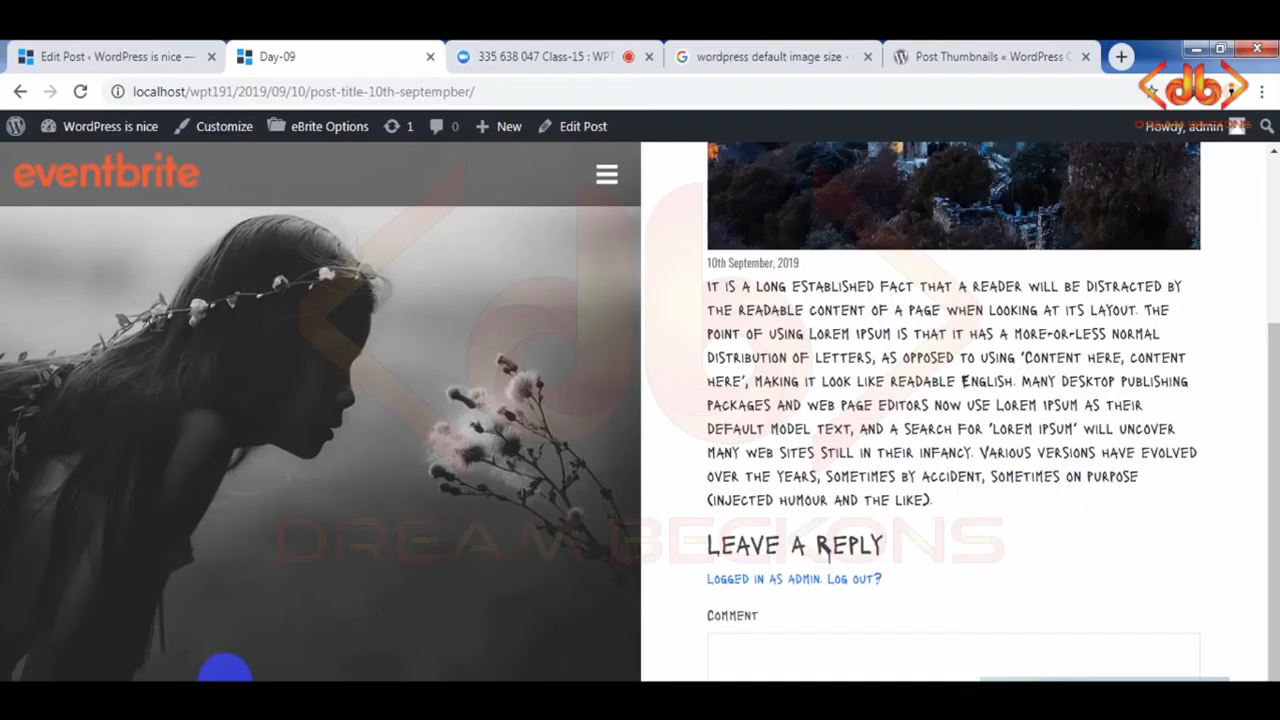 Edit Post ‹ WordPress is nice —
Day-09
335 638 047 Class-15 : WPT
wordpress default image size -
Post Thumbnails « WordPress C
localhost/wpt191/2019/09/10/post-title-10th-septempber/
WordPress is nice
Customize
eBrite Options
1
0
New
Edit Post
Howdy, admin
db
DREAM BECKONS
eventbrite
10th September, 2019
It is a long established fact that a reader will be distracted by
the readable content of a page when looking at its layout. The
point of using Lorem Ipsum is that it has a more-or-less normal
distribution of letters, as opposed to using 'Content here, content
here', making it look like readable English. Many desktop publishing
packages and web page editors now use Lorem Ipsum as their
default model text, and a search for 'lorem ipsum' will uncover
many web sites still in their infancy. Various versions have evolved
over the years, sometimes by accident, sometimes on purpose
(injected humour and the like).
db
DREAM BECKONS
Leave a Reply
Logged in as admin. Log out?
Comment